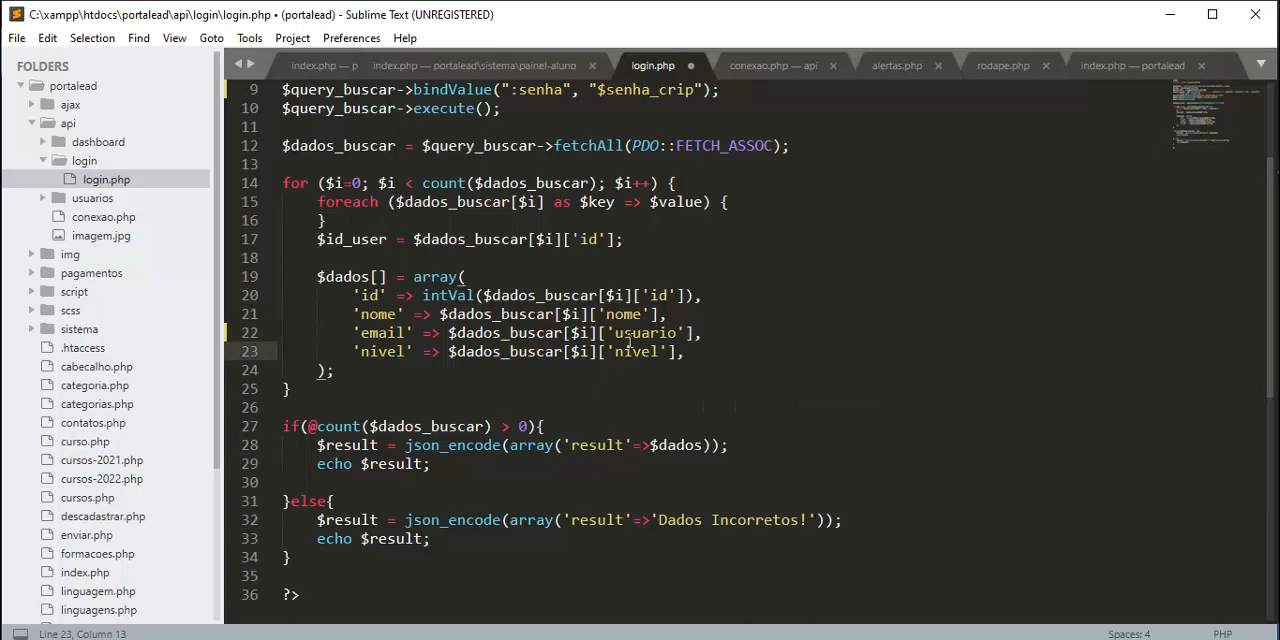 C:\xampp\htdocs\portalead\api\login\login.php • (portalead) - Sublime Text (UNREGISTERED)
File Edit Selection Find View Goto Tools Project Preferences Help
FOLDERS
portalead
ajax
api
dashboard
login
login.php
usuarios
conexao.php
imagem.jpg
img
pagamentos
script
scss
sistema
.htaccess
cabecalho.php
categoria.php
categorias.php
contatos.php
curso.php
cursos-2021.php
cursos-2022.php
cursos.php
descadastrar.php
enviar.php
formacoes.php
index.php
linguagem.php
linguagens.php
index.php — p index.php — portalead\sistema\painel-aluno login.php conexao.php — api alertas.php rodape.php index.php — portalead
9 $query_buscar->bindValue(":senha", "$senha_crip");
10 $query_buscar->execute();
11
12 $dados_buscar = $query_buscar->fetchAll(PDO::FETCH_ASSOC);
13
14 for ($i=0; $i < count($dados_buscar); $i++) {
15 foreach ($dados_buscar[$i] as $key => $value) {
16 }
17 $id_user = $dados_buscar[$i]['id'];
18
19 $dados[] = array(
20 'id' => intVal($dados_buscar[$i]['id']),
21 'nome' => $dados_buscar[$i]['nome'],
22 'email' => $dados_buscar[$i]['usuario'],
23 'nivel' => $dados_buscar[$i]['nivel'],
24 );
25 }
26
27 if(@count($dados_buscar) > 0){
28 $result = json_encode(array('result'=>$dados));
29 echo $result;
30
31 }else{
32 $result = json_encode(array('result'=>'Dados Incorretos!'));
33 echo $result;
34 }
35
36 ?>
Line 23, Column 13 Spaces: 4 PHP